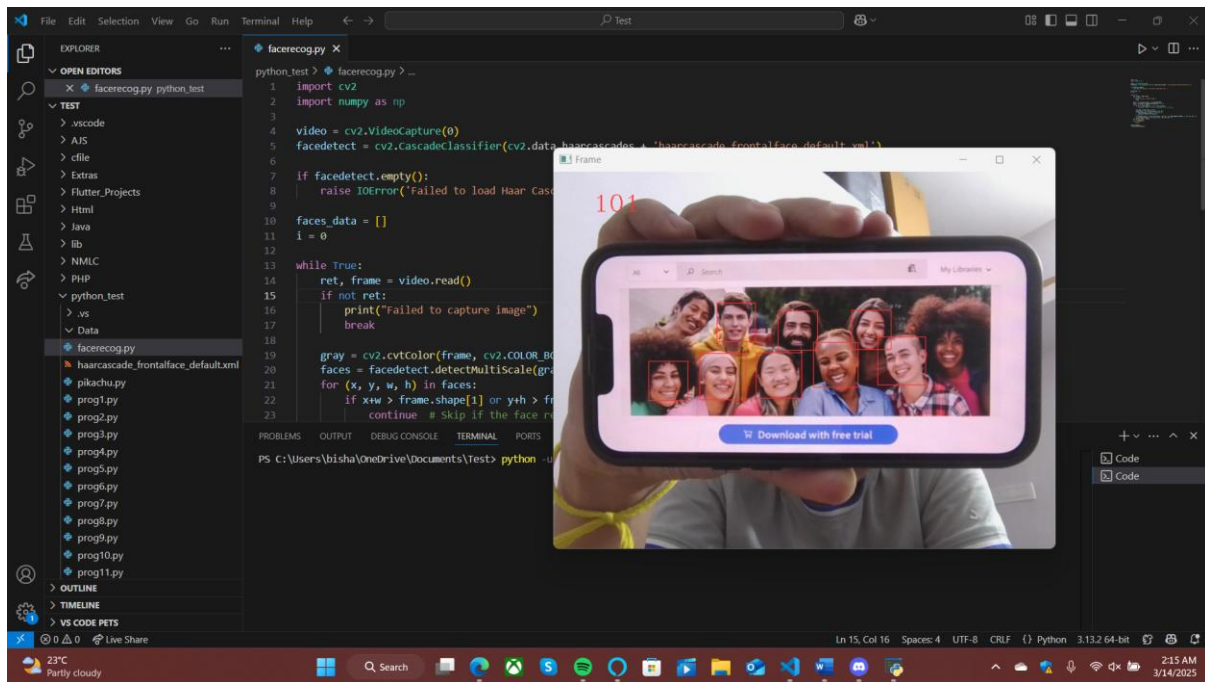 File Edit Selection View Go Run Terminal Help
Test
EXPLORER
OPEN EDITORS
facerecog.py python_test
TEST
.vscode
AJS
cfile
Extras
Flutter_Projects
Html
Java
lib
NMLC
PHP
python_test
.vs
Data
facerecog.py
haarcascade_frontalface_default.xml
pikachu.py
prog1.py
prog2.py
prog3.py
prog4.py
prog5.py
prog6.py
prog7.py
prog8.py
prog9.py
prog10.py
prog11.py
OUTLINE
TIMELINE
VS CODE PETS
facerecog.py
python_test > facerecog.py > ...
1 import cv2
2 import numpy as np
3
4 video = cv2.VideoCapture(0)
5 facedetect = cv2.CascadeClassifier(cv2.data.haarcascades + 'haarcascade_frontalface_default.xml')
6
7 if facedetect.empty():
8 raise IOError('Failed to load Haar Casc
9
10 faces_data = []
11 i = 0
12
13 while True:
14 ret, frame = video.read()
15 if not ret:
16 print("Failed to capture image")
17 break
18
19 gray = cv2.cvtColor(frame, cv2.COLOR_BG
20 faces = facedetect.detectMultiScale(gra
21 for (x, y, w, h) in faces:
22 if x+w > frame.shape[1] or y+h > fr
23 continue # Skip if the face re
Frame
101
All
Search
My Libraries
Download with free trial
PROBLEMS OUTPUT DEBUG CONSOLE TERMINAL PORTS
PS C:\Users\bisha\OneDrive\Documents\Test> python -u
Code
Code
0 0 Live Share
Ln 15, Col 16 Spaces: 4 UTF-8 CRLF {} Python 3.13.2 64-bit
23°C
Partly cloudy
Search
2:15 AM
3/14/2025